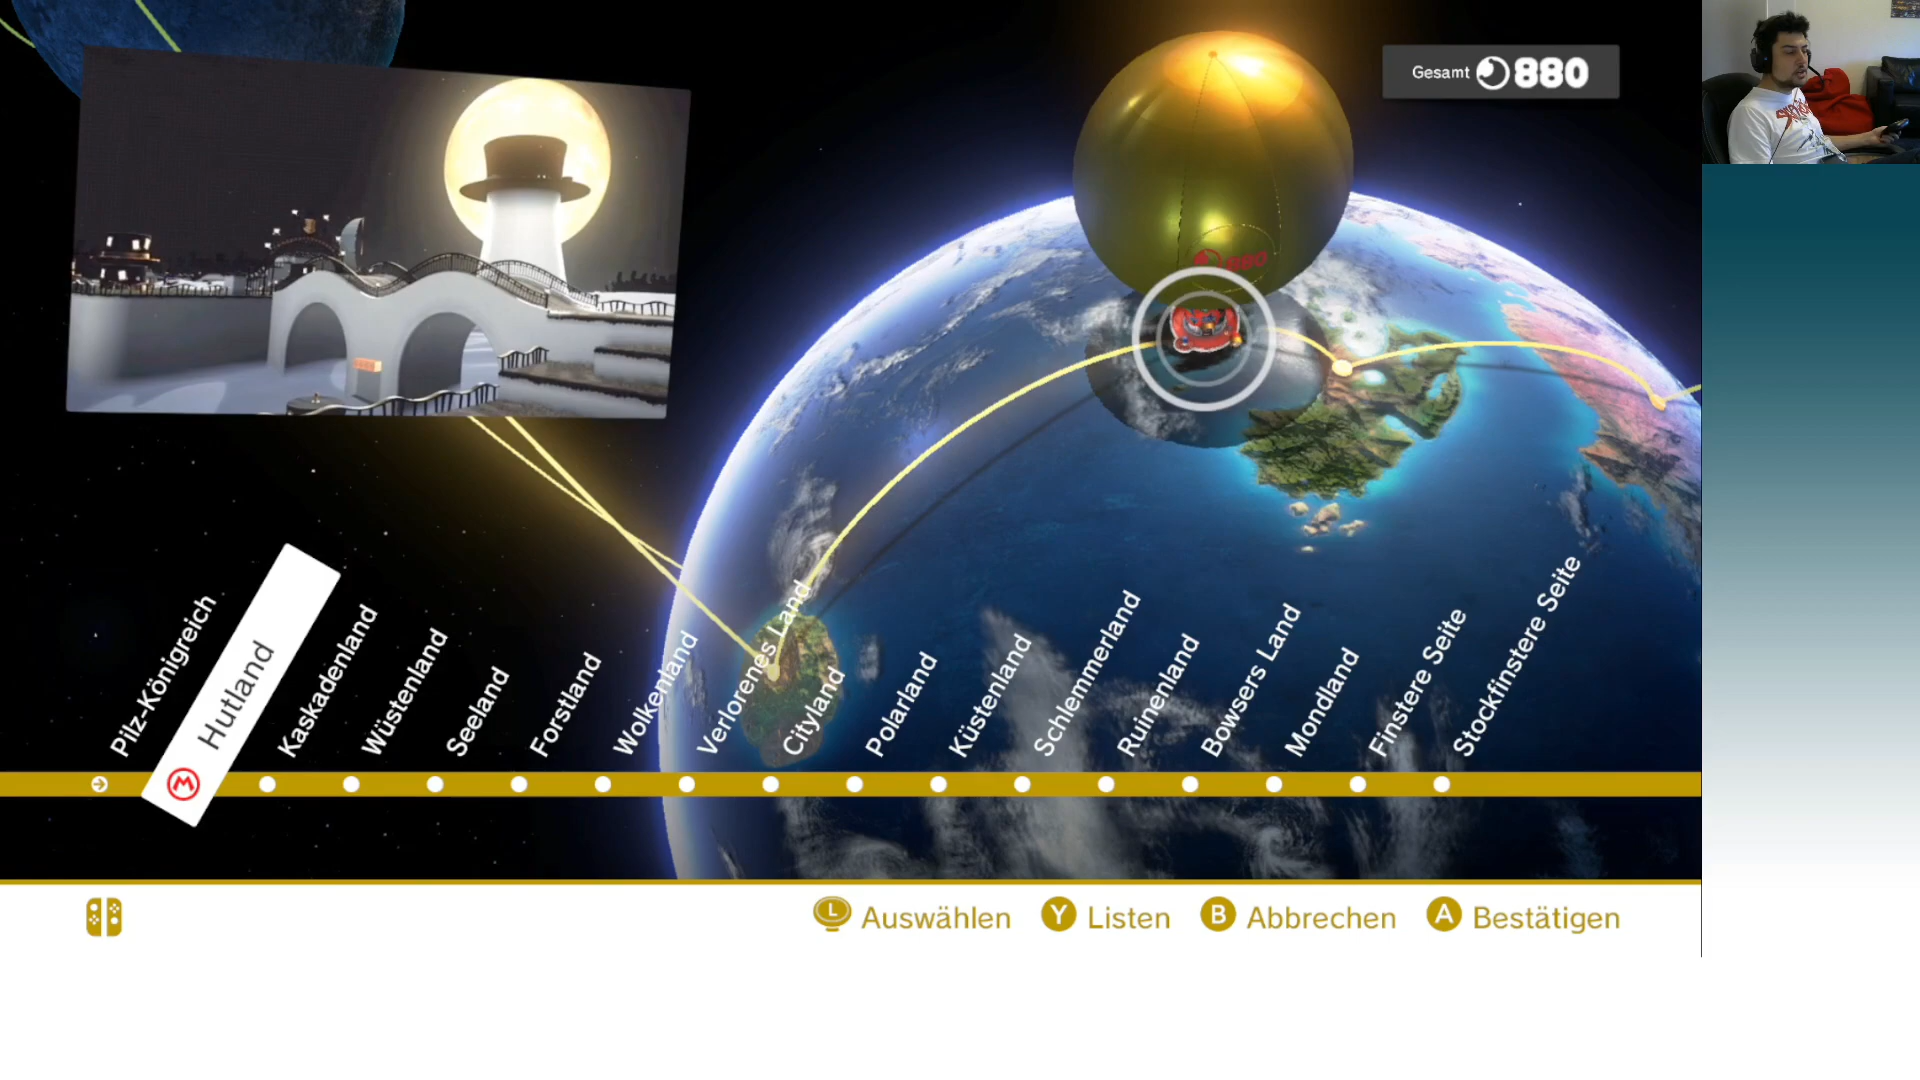 Gesamt 880
880
Pilz-Königreich
Hutland
Kaskadenland
Wüstenland
Seeland
Forstland
Wolkenland
Verlorenes Land
Cityland
Polarland
Küstenland
Schlemmerland
Ruinenland
Bowsers Land
Mondland
Finstere Seite
Stockfinstere Seite
L Auswählen Y Listen B Abbrechen A Bestätigen